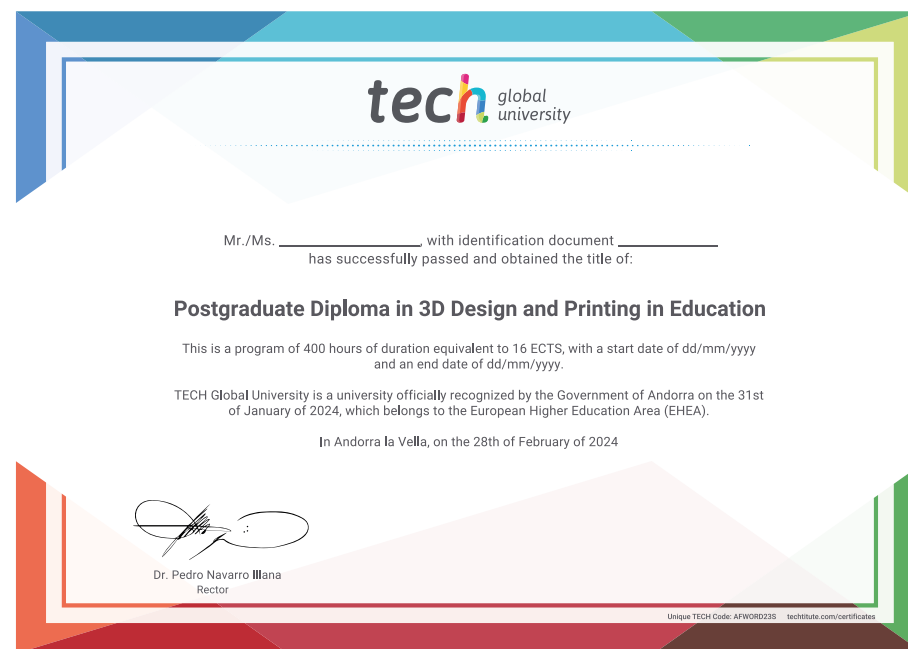 tech global university
Mr./Ms. ____________________, with identification document ______________
has successfully passed and obtained the title of:
Postgraduate Diploma in 3D Design and Printing in Education
This is a program of 400 hours of duration equivalent to 16 ECTS, with a start date of dd/mm/yyyy
and an end date of dd/mm/yyyy.
TECH Global University is a university officially recognized by the Government of Andorra on the 31st
of January of 2024, which belongs to the European Higher Education Area (EHEA).
In Andorra la Vella, on the 28th of February of 2024
Dr. Pedro Navarro Illana
Rector
Unique TECH Code: AFWORD23S techtitute.com/certificates